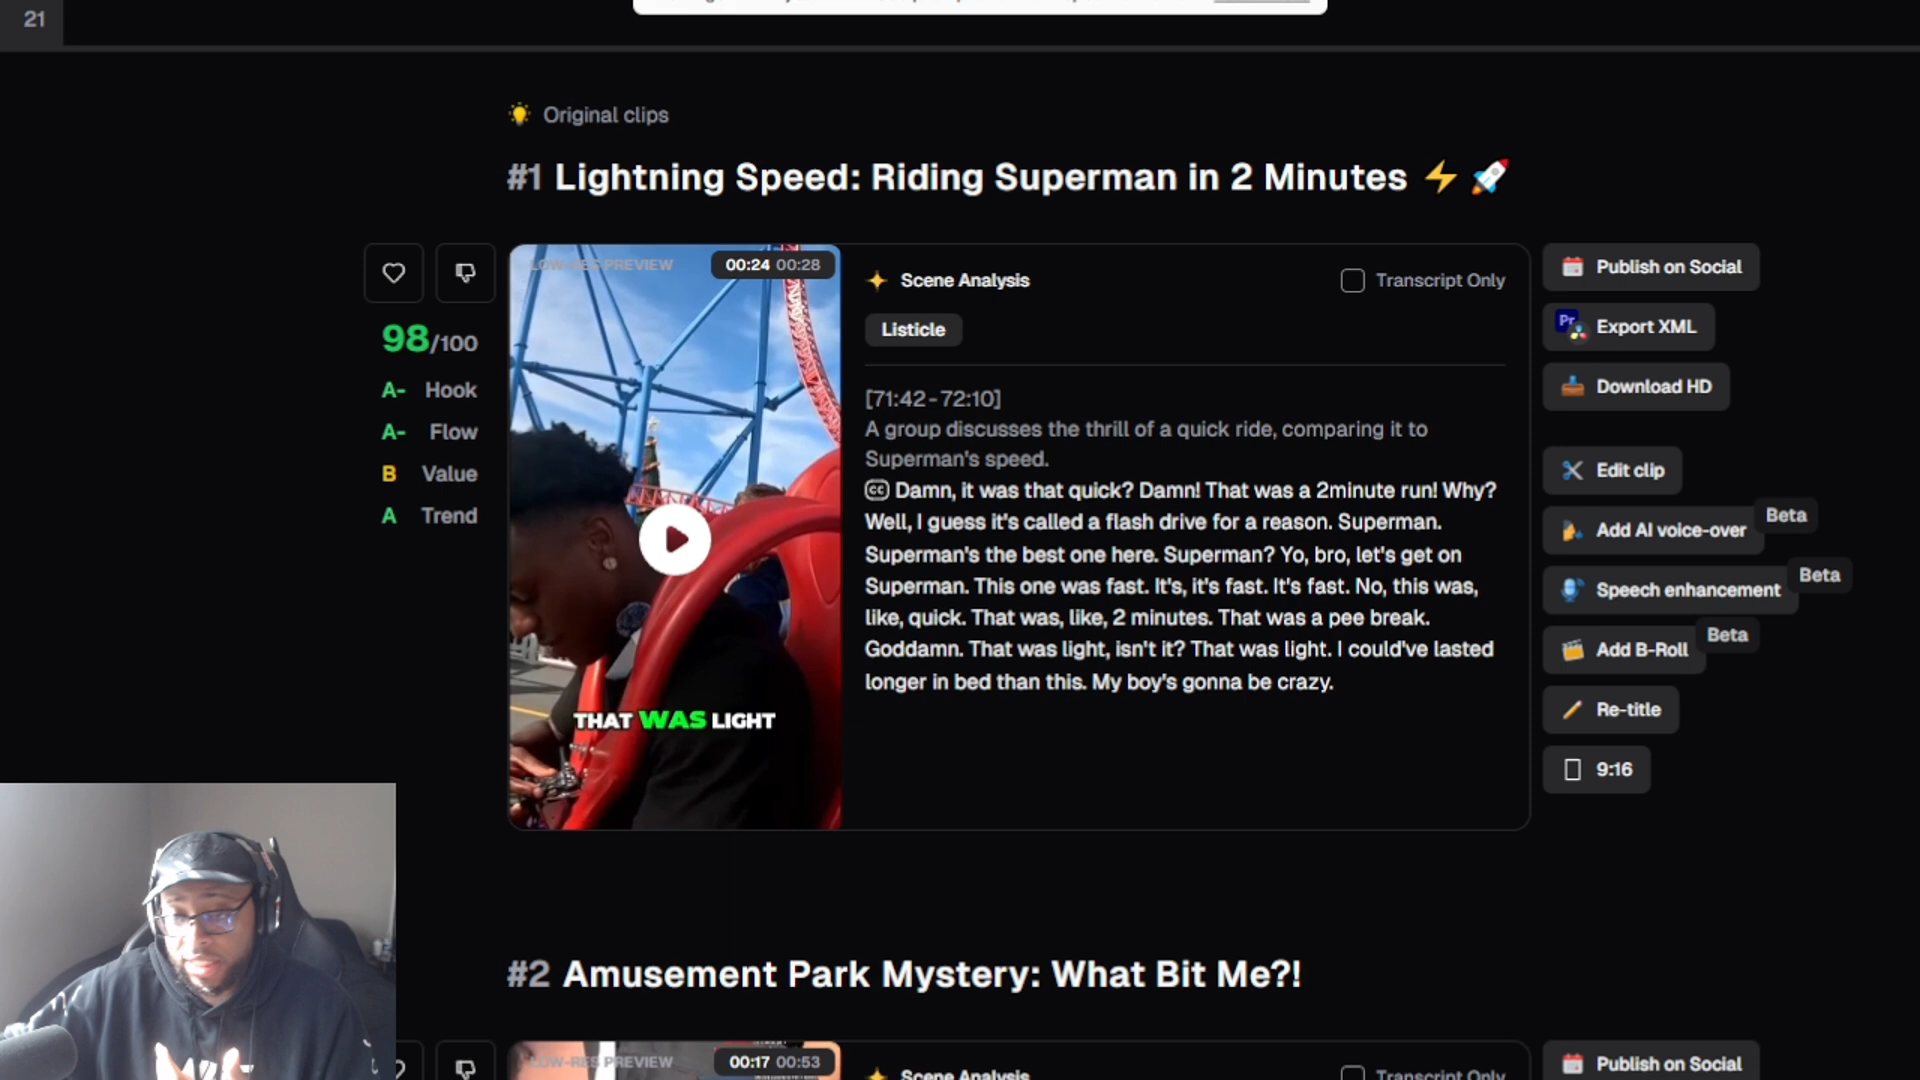 21
Original clips
#1 Lightning Speed: Riding Superman in 2 Minutes ⚡🚀
LOW-RES PREVIEW
00:24 00:28
98/100
A- Hook
A- Flow
B Value
A Trend
THAT WAS LIGHT
Scene Analysis
Transcript Only
Listicle
[71:42 - 72:10]
A group discusses the thrill of a quick ride, comparing it to
Superman's speed.
CC Damn, it was that quick? Damn! That was a 2minute run! Why?
Well, I guess it's called a flash drive for a reason. Superman.
Superman's the best one here. Superman? Yo, bro, let's get on
Superman. This one was fast. It's, it's fast. It's fast. No, this was,
like, quick. That was, like, 2 minutes. That was a pee break.
Goddamn. That was light, isn't it? That was light. I could've lasted
longer in bed than this. My boy's gonna be crazy.
Publish on Social
Pr Export XML
Download HD
Edit clip
Add AI voice-over Beta
Speech enhancement Beta
Add B-Roll Beta
Re-title
9:16
#2 Amusement Park Mystery: What Bit Me?!
LOW-RES PREVIEW
00:17 00:53
Scene Analysis
Transcript Only
Publish on Social